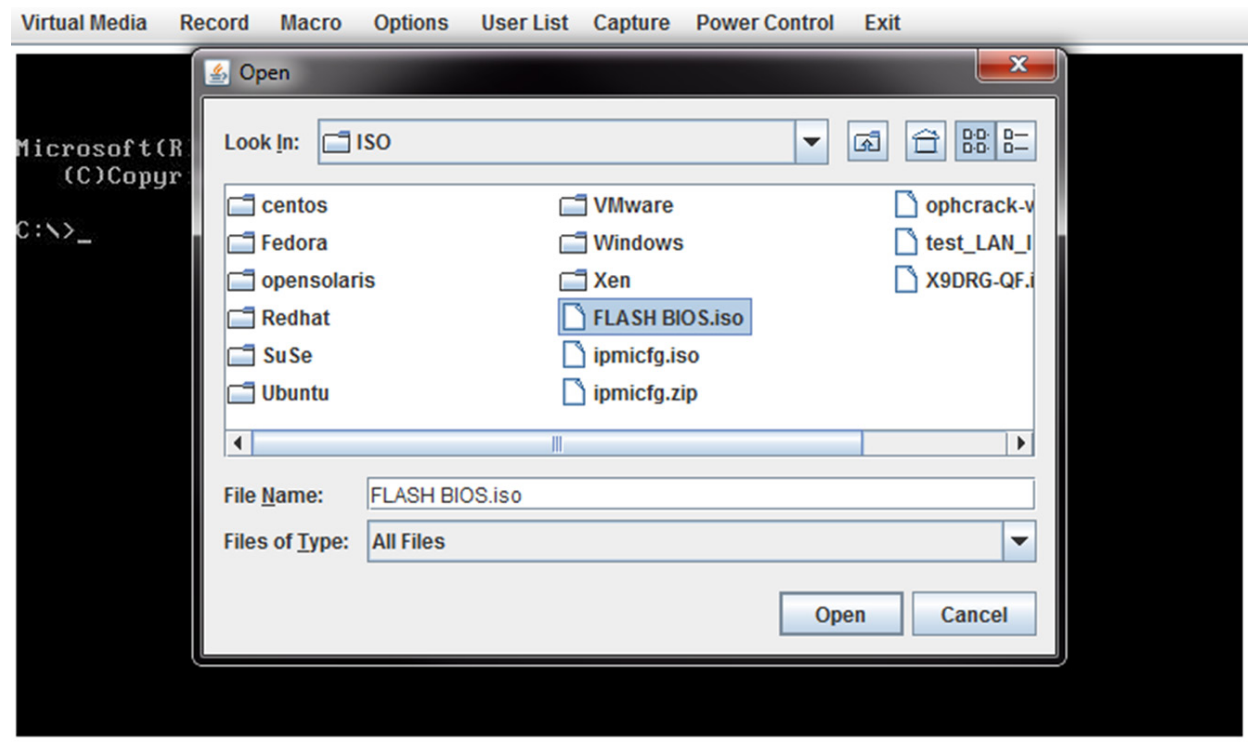 Virtual Media Record Macro Options User List Capture Power Control Exit
Open
Microsoft(R
(C)Copyr
C:\>_
Look In: ISO
centos VMware ophcrack-v
Fedora Windows test_LAN_I
opensolaris Xen X9DRG-QF.i
Redhat FLASH BIOS.iso
SuSe ipmicfg.iso
Ubuntu ipmicfg.zip
File Name: FLASH BIOS.iso
Files of Type: All Files
Open Cancel